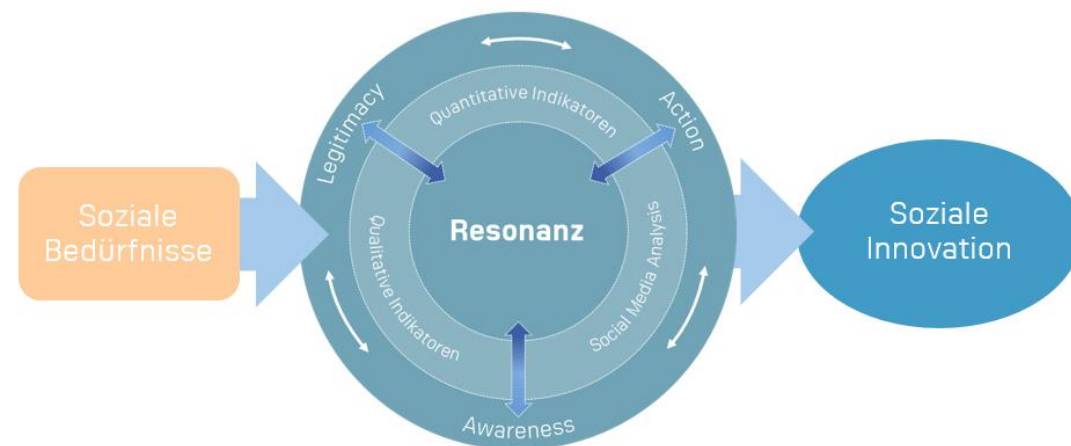 Soziale
Bedürfnisse
Legitimacy
Action
Awareness
Quantitative Indikatoren
Qualitative Indikatoren
Social Media Analysis
Resonanz
Soziale
Innovation